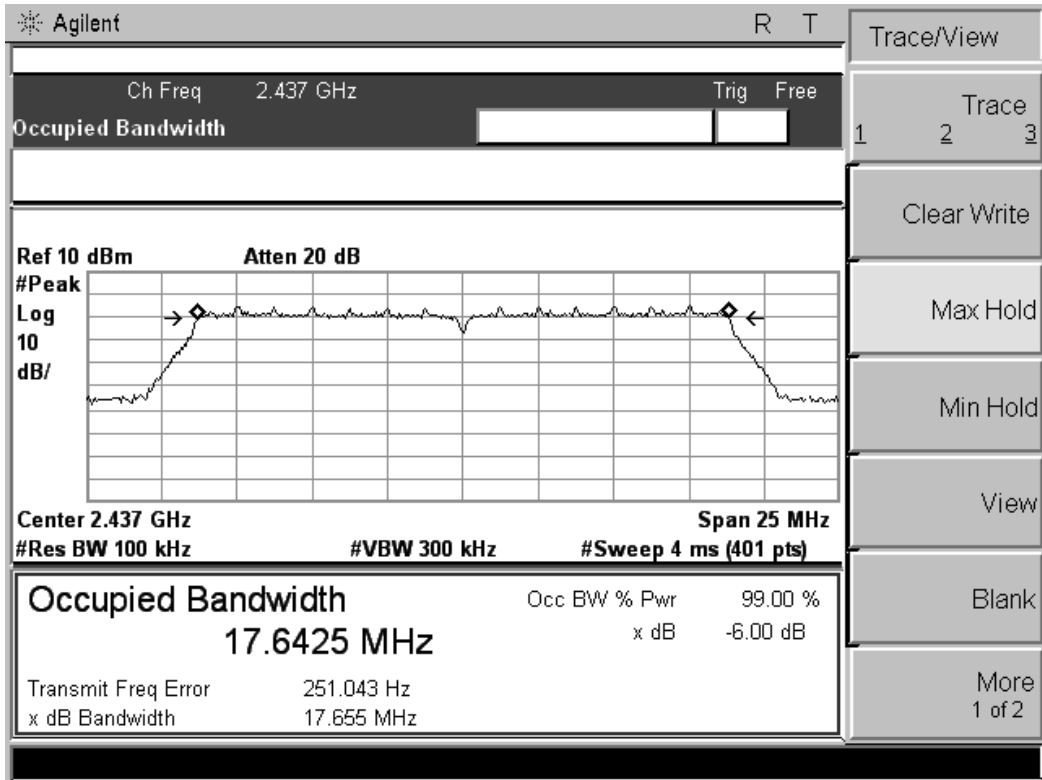 Agilent
R T
Ch Freq 2.437 GHz
Trig Free
Occupied Bandwidth
Ref 10 dBm
Atten 20 dB
#Peak
Log
10
dB/
Center 2.437 GHz
Span 25 MHz
#Res BW 100 kHz
#VBW 300 kHz
#Sweep 4 ms (401 pts)
Occupied Bandwidth
17.6425 MHz
Occ BW % Pwr 99.00 %
x dB -6.00 dB
Transmit Freq Error 251.043 Hz
x dB Bandwidth 17.655 MHz
Trace/View
Trace
1 2 3
Clear Write
Max Hold
Min Hold
View
Blank
More
1 of 2